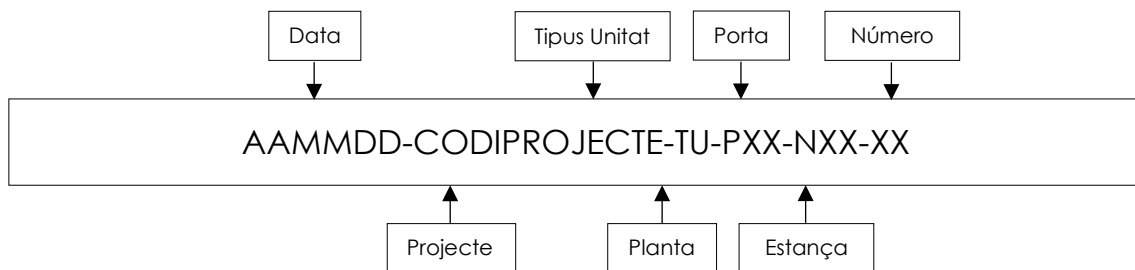 Data Tipus Unitat Porta Número
AAMMDD-CODIPROJECTE-TU-PXX-NXX-XX
Projecte Planta Estança